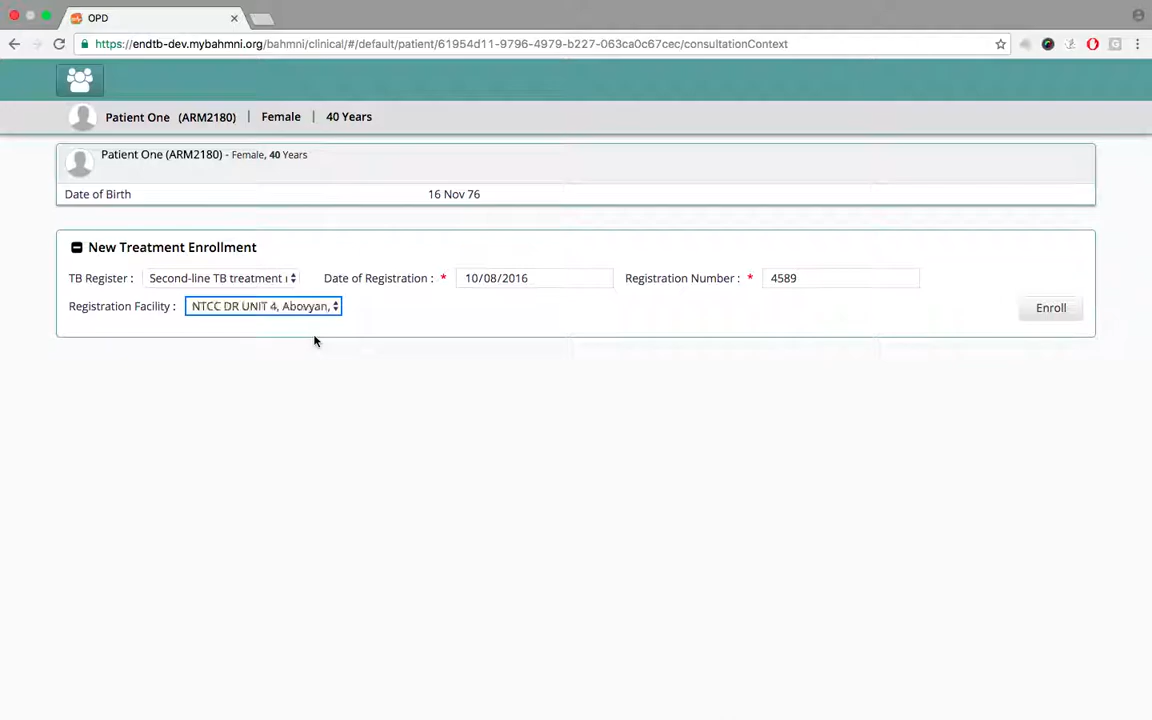 OPD
https://endtb-dev.mybahmni.org/bahmni/clinical/#/default/patient/61954d11-9796-4979-b227-063ca0c67cec/consultationContext
Patient One (ARM2180) | Female | 40 Years
Patient One (ARM2180) - Female, 40 Years
Date of Birth 16 Nov 76
New Treatment Enrollment
TB Register : Second-line TB treatment Date of Registration : * 10/08/2016 Registration Number : * 4589
Registration Facility : NTCC DR UNIT 4, Abovyan,
Enroll